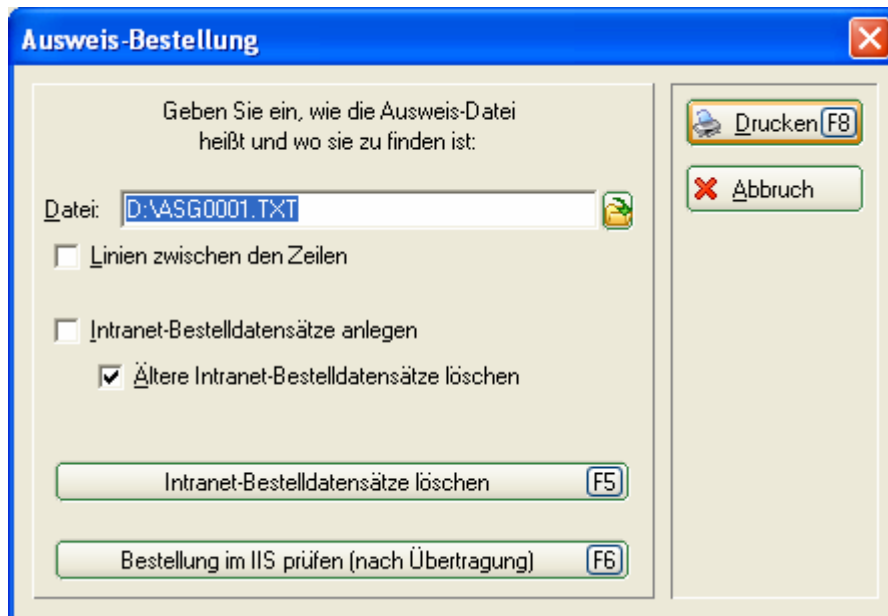 Ausweis-Bestellung
Geben Sie ein, wie die Ausweis-Datei
heißt und wo sie zu finden ist:
Datei: D:\ASG0001.TXT
Linien zwischen den Zeilen
Intranet-Bestelldatensätze anlegen
Ältere Intranet-Bestelldatensätze löschen
Intranet-Bestelldatensätze löschen F5
Bestellung im IIS prüfen (nach Übertragung) F6
Drucken F8
Abbruch